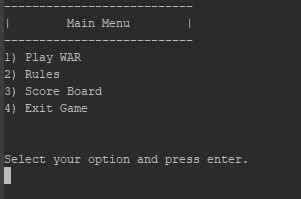 ---------------------------
|        Main Menu        |
---------------------------
1) Play WAR
2) Rules
3) Score Board
4) Exit Game
Select your option and press enter.